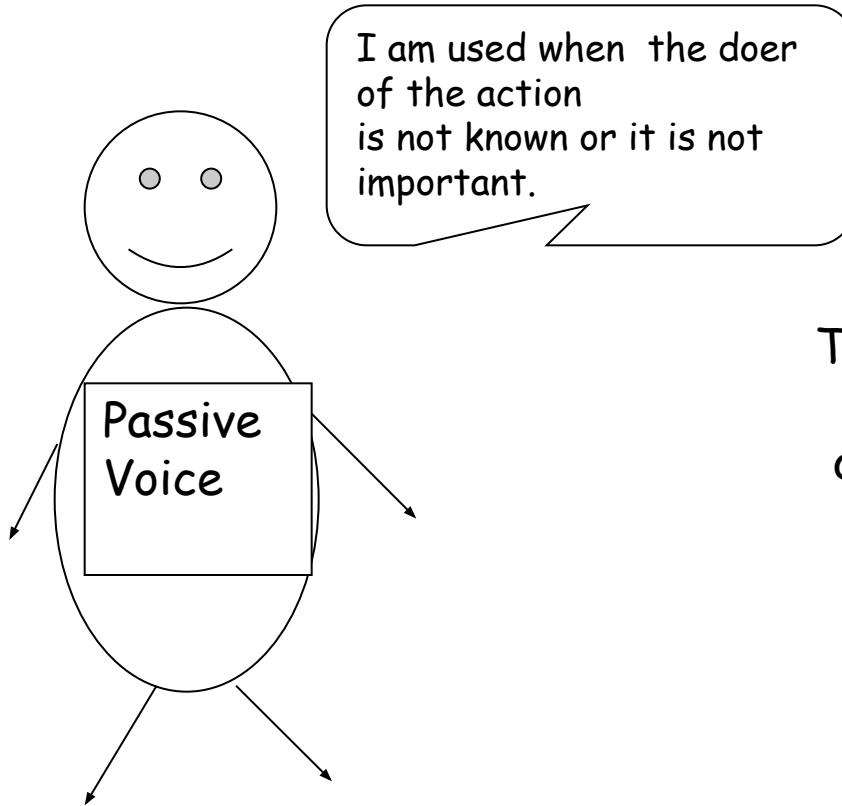 I am used when the doer
of the action
is not known or it is not
important.
Passive
Voice
T